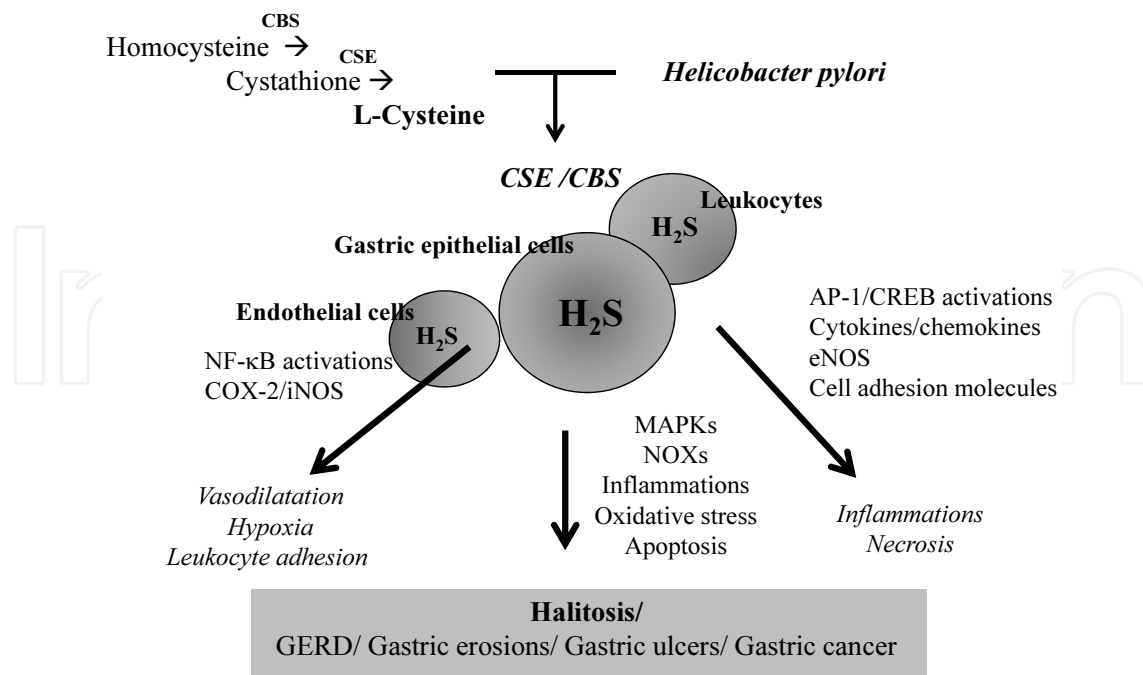 CBS
Homocysteine →
CSE
Cystathione →
L-Cysteine
Helicobacter pylori
CSE /CBS
Leukocytes
H₂S
Gastric epithelial cells
H₂S
Endothelial cells
H₂S
NF-κB activations
COX-2/iNOS
AP-1/CREB activations
Cytokines/chemokines
eNOS
Cell adhesion molecules
MAPKs
NOXs
Inflammations
Oxidative stress
Apoptosis
Vasodilatation
Hypoxia
Leukocyte adhesion
Inflammations
Necrosis
Halitosis/
GERD/ Gastric erosions/ Gastric ulcers/ Gastric cancer